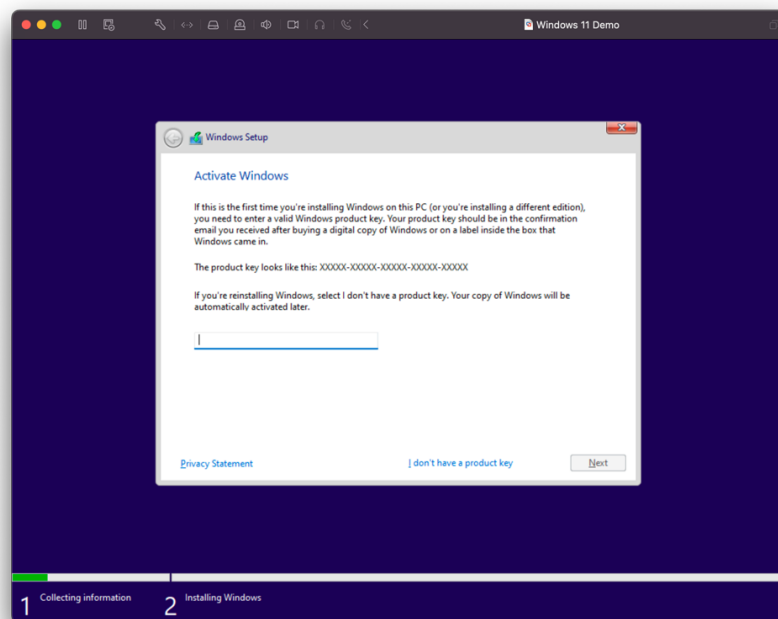 Windows 11 Demo
Windows Setup
Activate Windows
If this is the first time you're installing Windows on this PC (or you're installing a different edition),
you need to enter a valid Windows product key. Your product key should be in the confirmation
email you received after buying a digital copy of Windows or on a label inside the box that
Windows came in.
The product key looks like this: XXXXX-XXXXX-XXXXX-XXXXX-XXXXX
If you're reinstalling Windows, select I don't have a product key. Your copy of Windows will be
automatically activated later.
Privacy Statement
I don't have a product key
Next
1 Collecting information
2 Installing Windows